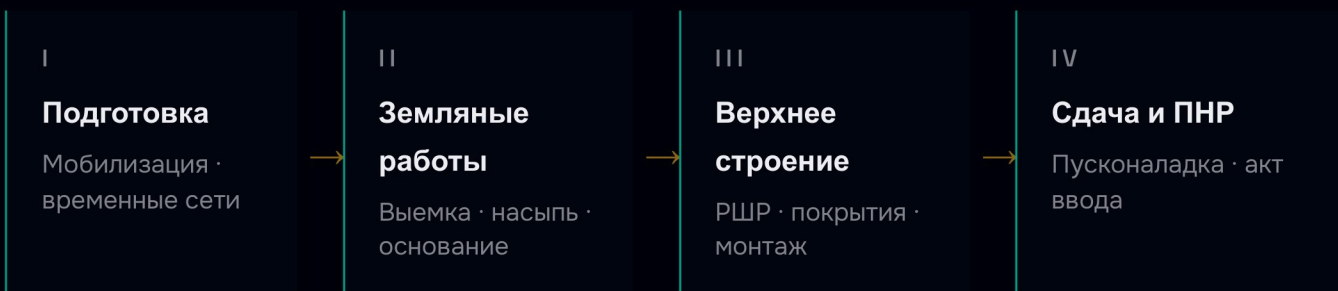 I
Подготовка
Мобилизация ·
временные сети
→
II
Земляные
работы
Выемка · насыпь ·
основание
→
III
Верхнее
строение
РШР · покрытия ·
монтаж
→
IV
Сдача и ПНР
Пусконаладка · акт
ввода